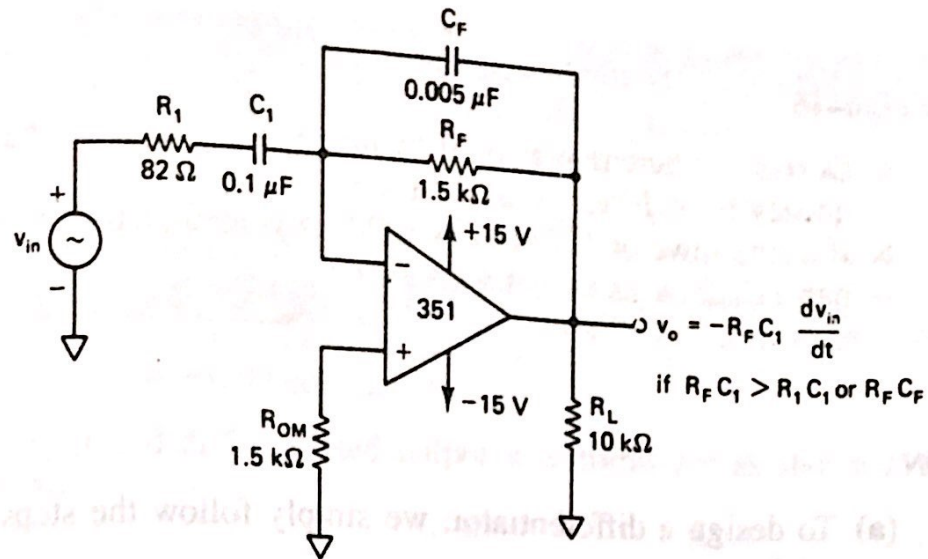 C_F
0.005 μF
R_1
C_1
R_F
82 Ω
0.1 μF
1.5 kΩ
+15 V
+
v_in
~
−
−
351
+
−15 V
v_o = −R_F C_1 dv_in/dt
if R_F C_1 > R_1 C_1 or R_F C_F
R_OM
1.5 kΩ
R_L
10 kΩ
(a) To design a differentiator, we simply follow the steps